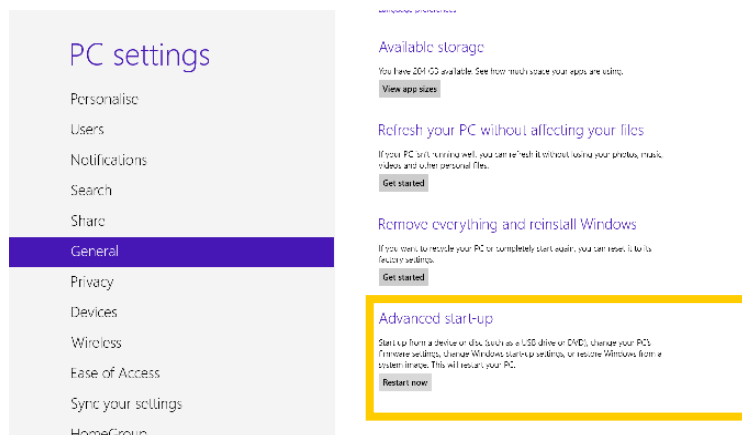 PC settings
Personalise
Users
Notifications
Search
Share
General
Privacy
Devices
Wireless
Ease of Access
Sync your settings
HomeGroup
Language preferences
Available storage
You have 204 GB available. See how much space your apps are using.
View app sizes
Refresh your PC without affecting your files
If your PC isn't running well, you can refresh it without losing your photos, music,
videos and other personal files.
Get started
Remove everything and reinstall Windows
If you want to recycle your PC or completely start again, you can reset it to its
factory settings.
Get started
Advanced start-up
Start up from a device or disc (such as a USB drive or DVD), change your PC's
firmware settings, change Windows start-up settings, or restore Windows from a
system image. This will restart your PC.
Restart now